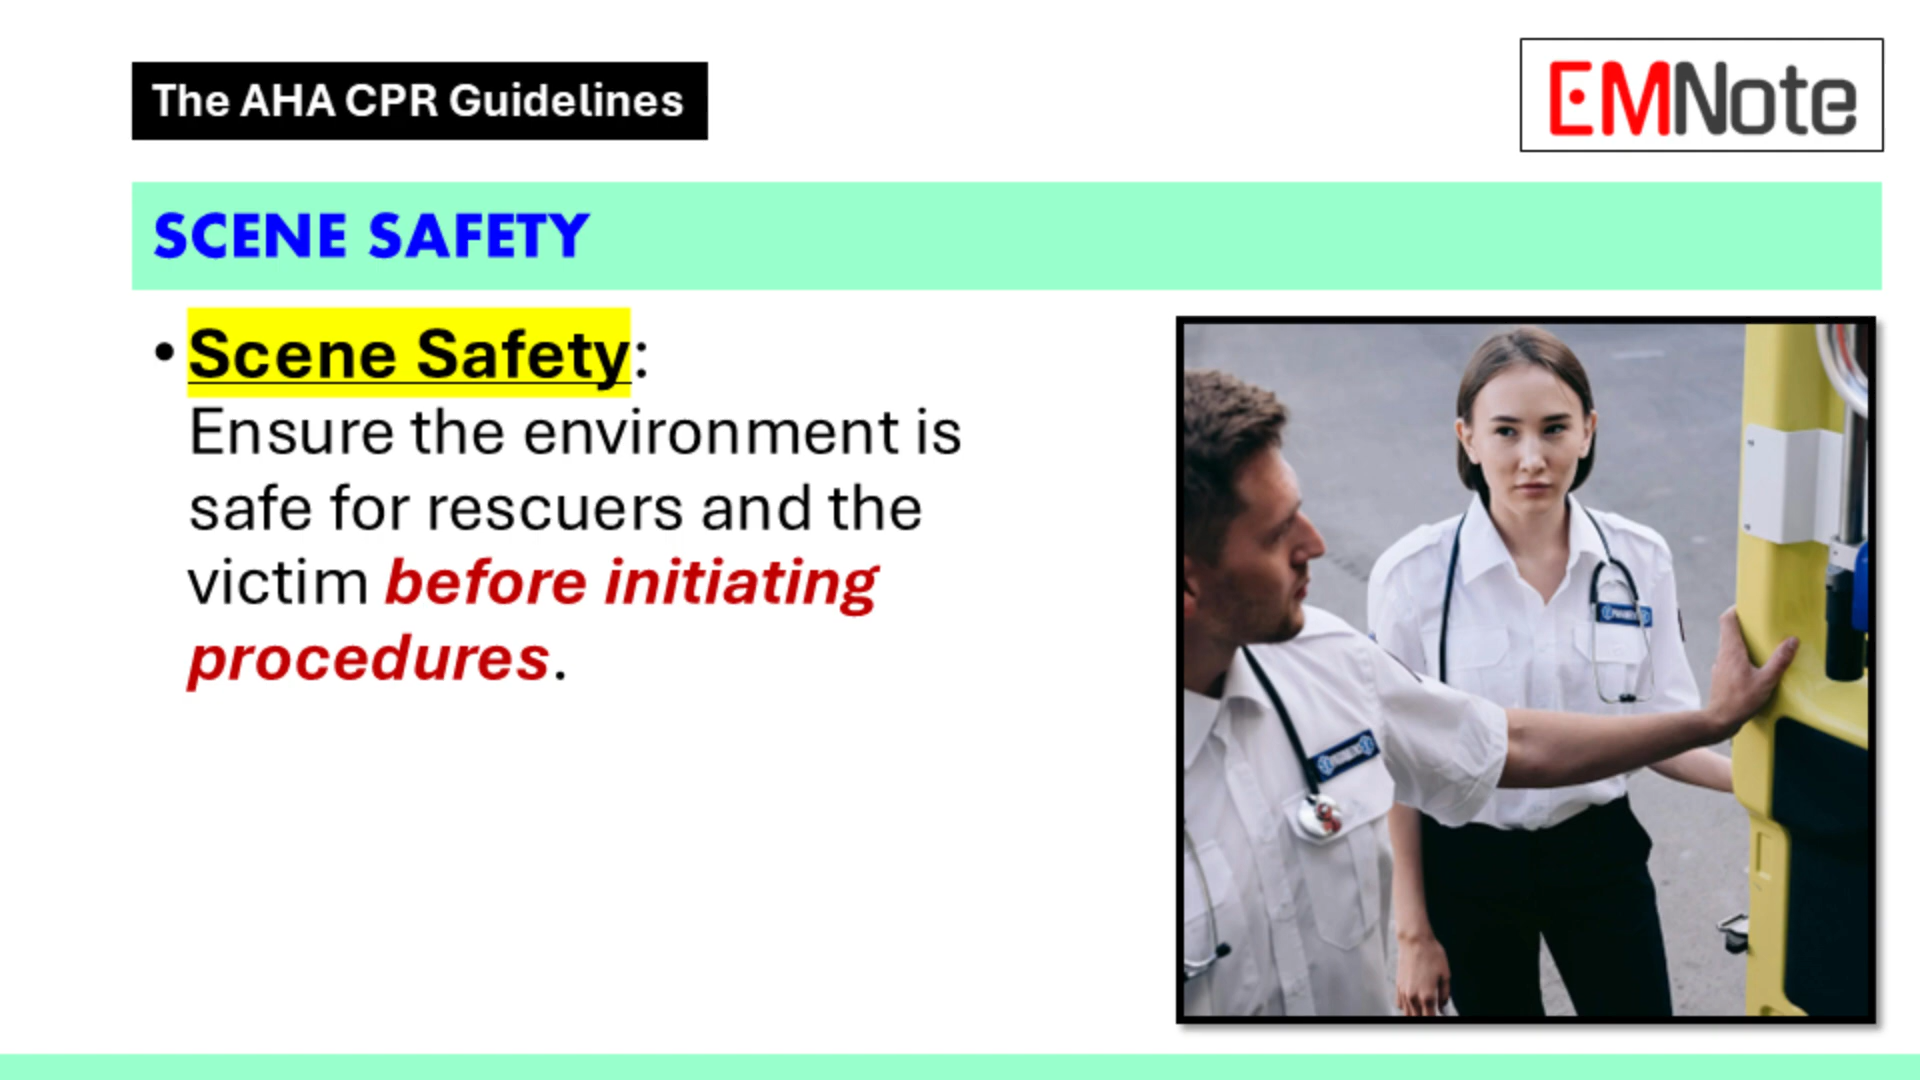 The AHA CPR Guidelines
EMNote
SCENE SAFETY
• Scene Safety:
Ensure the environment is
safe for rescuers and the
victim before initiating
procedures.